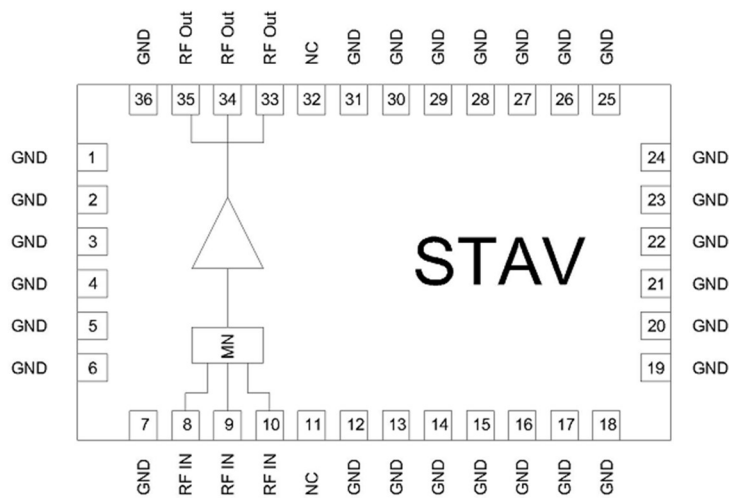 GND RF Out RF Out RF Out NC GND GND GND GND GND GND GND
36 35 34 33 32 31 30 29 28 27 26 25
GND 1 24 GND
GND 2 23 GND
GND 3 22 GND
STAV
GND 4 21 GND
GND 5 20 GND
MN
GND 6 19 GND
7 8 9 10 11 12 13 14 15 16 17 18
GND RF IN RF IN RF IN NC GND GND GND GND GND GND GND